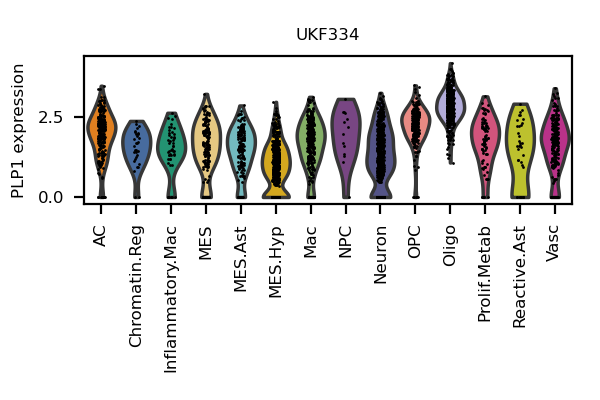 UKF334
PLP1 expression
2.5
0.0
AC
Chromatin.Reg
Inflammatory.Mac
MES
MES.Ast
MES.Hyp
Mac
NPC
Neuron
OPC
Oligo
Prolif.Metab
Reactive.Ast
Vasc